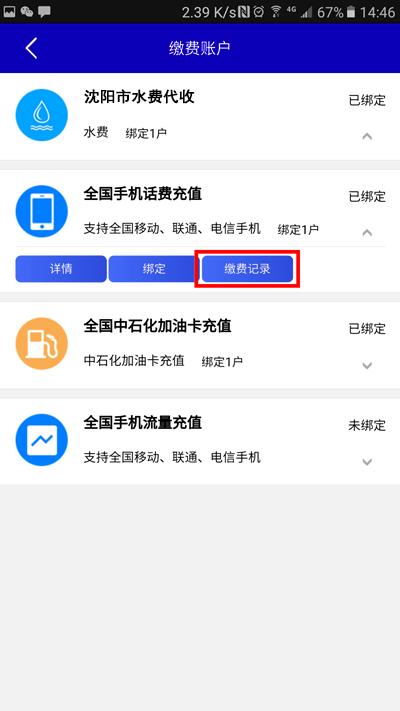 2.39 K/s 4G 67% 14:46
缴费账户
沈阳市水费代收
已绑定
水费 绑定1户
全国手机话费充值
已绑定
支持全国移动、联通、电信手机 绑定1户
详情 绑定 缴费记录
全国中石化加油卡充值
已绑定
中石化加油卡充值 绑定1户
全国手机流量充值
未绑定
支持全国移动、联通、电信手机